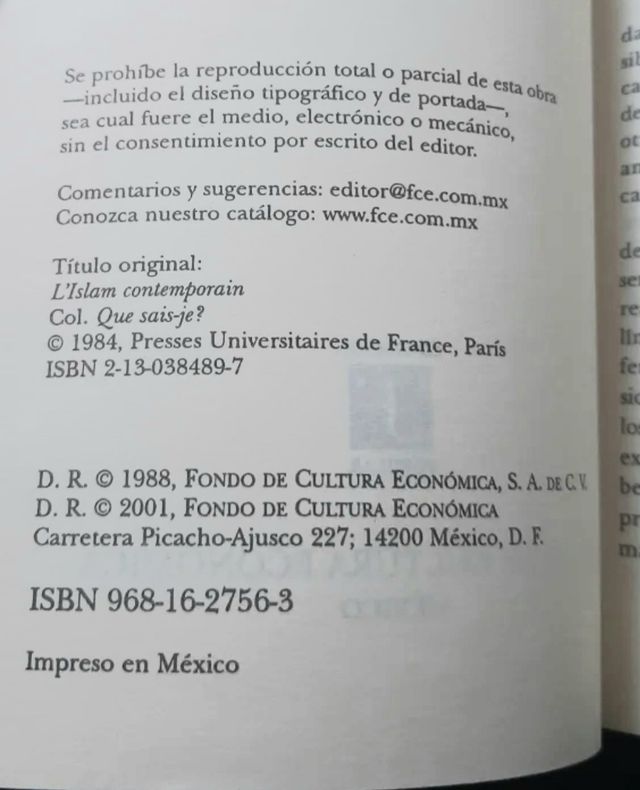 Se prohíbe la reproducción total o parcial de esta obra
—incluido el diseño tipográfico y de portada—,
sea cual fuere el medio, electrónico o mecánico,
sin el consentimiento por escrito del editor.
Comentarios y sugerencias: editor@fce.com.mx
Conozca nuestro catálogo: www.fce.com.mx
Título original:
L'Islam contemporain
Col. Que sais-je?
© 1984, Presses Universitaires de France, París
ISBN 2-13-038489-7
D. R. © 1988, FONDO DE CULTURA ECONÓMICA, S. A. DE C. V.
D. R. © 2001, FONDO DE CULTURA ECONÓMICA
Carretera Picacho-Ajusco 227; 14200 México, D. F.
ISBN 968-16-2756-3
Impreso en México